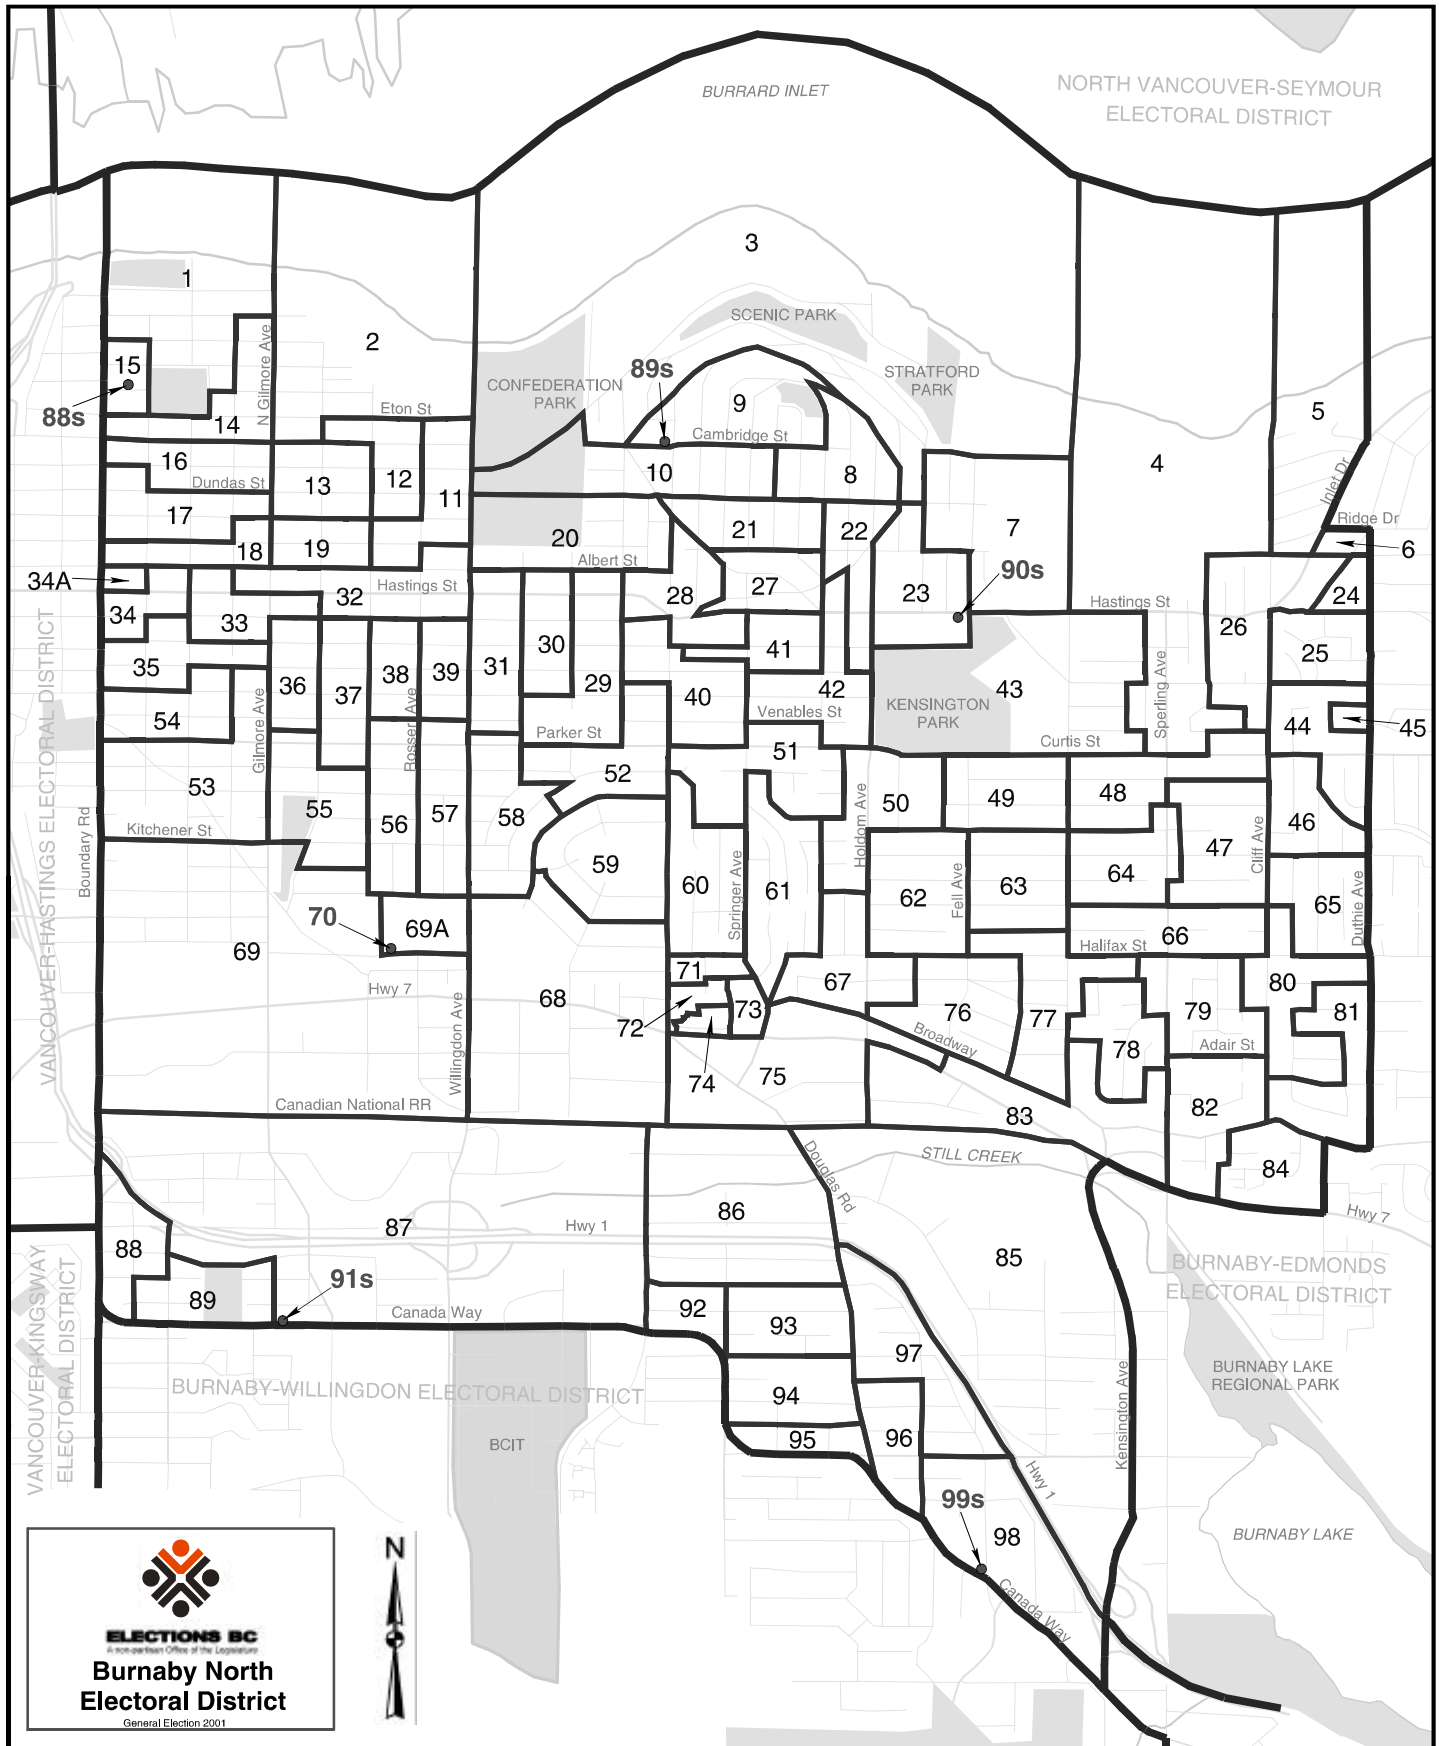 BURRARD INLET
NORTH VANCOUVER-SEYMOUR
ELECTORAL DISTRICT
3
1
SCENIC PARK
2
N Gilmore Ave
15
88s
CONFEDERATION
PARK
89s
STRATFORD
PARK
9
5
Eton St
14
Cambridge St
16
Dundas St
13
12
11
10
8
4
Inlet Dr
17
Ridge Dr
18
19
20
Albert St
21
22
7
6
34A
Hastings St
32
28
27
23
90s
Hastings St
24
34
33
26
35
36
37
38
39
31
30
29
41
40
42
Venables St
KENSINGTON
PARK
43
Sperling Ave
25
54
Gilmore Ave
Rosser Ave
Parker St
51
Curtis St
44
45
VANCOUVER-HASTINGS ELECTORAL DISTRICT
Boundary Rd
53
Kitchener St
55
56
57
58
52
59
50
Holdom Ave
49
48
47
Cliff Ave
46
60
Springer Ave
61
62
Fell Ave
63
64
65
Duthie Ave
70
69A
69
66
Halifax St
Hwy 7
Willingdon Ave
68
71
72
73
74
67
76
Broadway
77
78
79
Adair St
80
81
75
Canadian National RR
83
82
STILL CREEK
84
Douglas Rd
86
Hwy 7
88
87
Hwy 1
85
BURNABY-EDMONDS
ELECTORAL DISTRICT
89
91s
Canada Way
92
93
VANCOUVER-KINGSWAY
ELECTORAL DISTRICT
BURNABY-WILLINGDON ELECTORAL DISTRICT
97
94
BURNABY LAKE
REGIONAL PARK
Kensington Ave
BCIT
95
96
Hwy 1
99s
98
Canada Way
BURNABY LAKE
N
ELECTIONS BC
A non-partisan Office of the Legislature
Burnaby North
Electoral District
General Election 2001